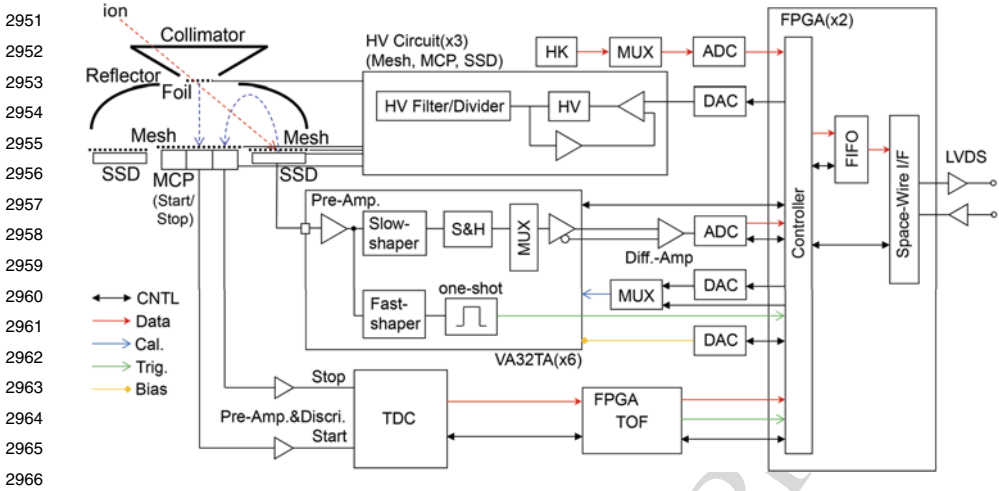 2951
2952
2953
2954
2955
2956
2957
2958
2959
2960
2961
2962
2963
2964
2965
2966
ion
Collimator
Reflector
Foil
Mesh
Mesh
SSD
MCP
(Start/
Stop)
SSD
HV Circuit(x3)
(Mesh, MCP, SSD)
HV Filter/Divider
HV
HK
MUX
ADC
DAC
FPGA(x2)
Controller
FIFO
Space-Wire I/F
LVDS
Pre-Amp.
Slow-
shaper
S&H
MUX
Diff.-Amp
ADC
Fast-
shaper
one-shot
MUX
DAC
DAC
VA32TA(x6)
CNTL
Data
Cal.
Trig.
Bias
Stop
Pre-Amp.&Discri.
Start
TDC
FPGA
TOF